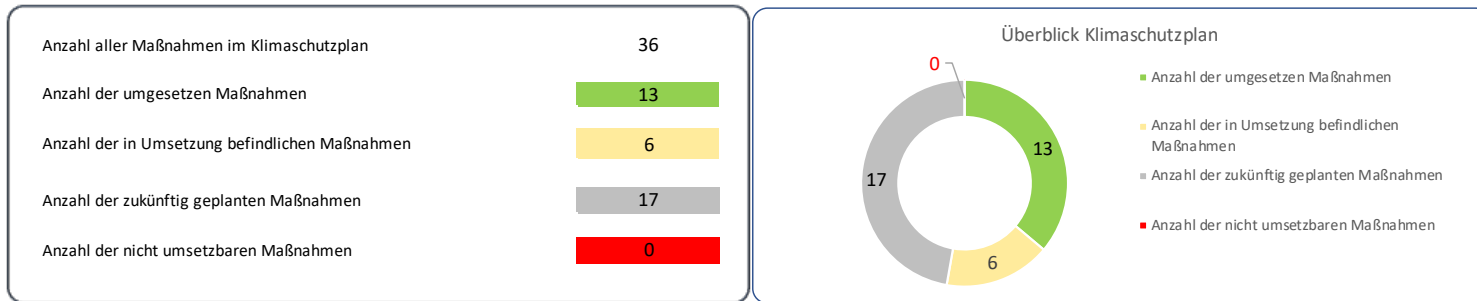 Anzahl aller Maßnahmen im Klimaschutzplan 36
Anzahl der umgesetzen Maßnahmen 13
Anzahl der in Umsetzung befindlichen Maßnahmen 6
Anzahl der zukünftig geplanten Maßnahmen 17
Anzahl der nicht umsetzbaren Maßnahmen 0
Überblick Klimaschutzplan
0
13
6
17
Anzahl der umgesetzen Maßnahmen
Anzahl der in Umsetzung befindlichen
Maßnahmen
Anzahl der zukünftig geplanten Maßnahmen
Anzahl der nicht umsetzbaren Maßnahmen